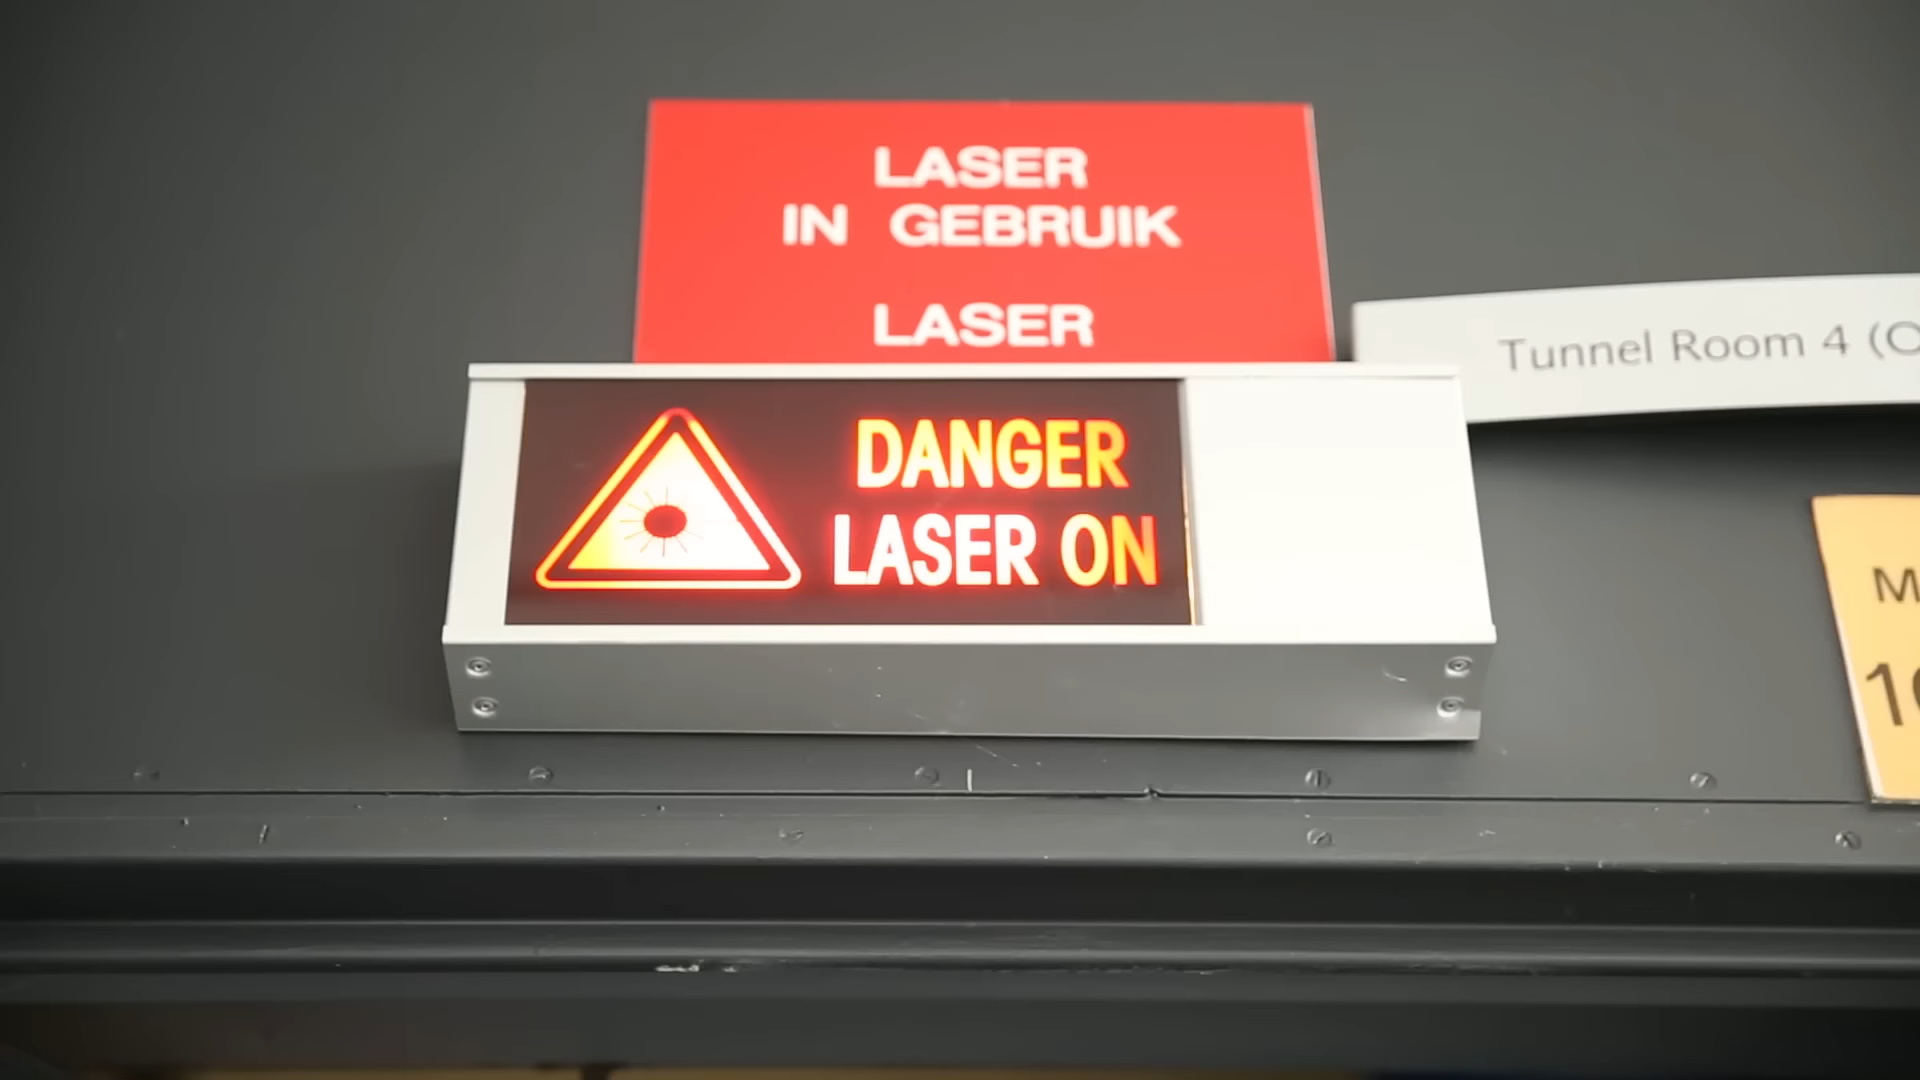 LASER
IN GEBRUIK
LASER
DANGER
LASER ON
Tunnel Room 4